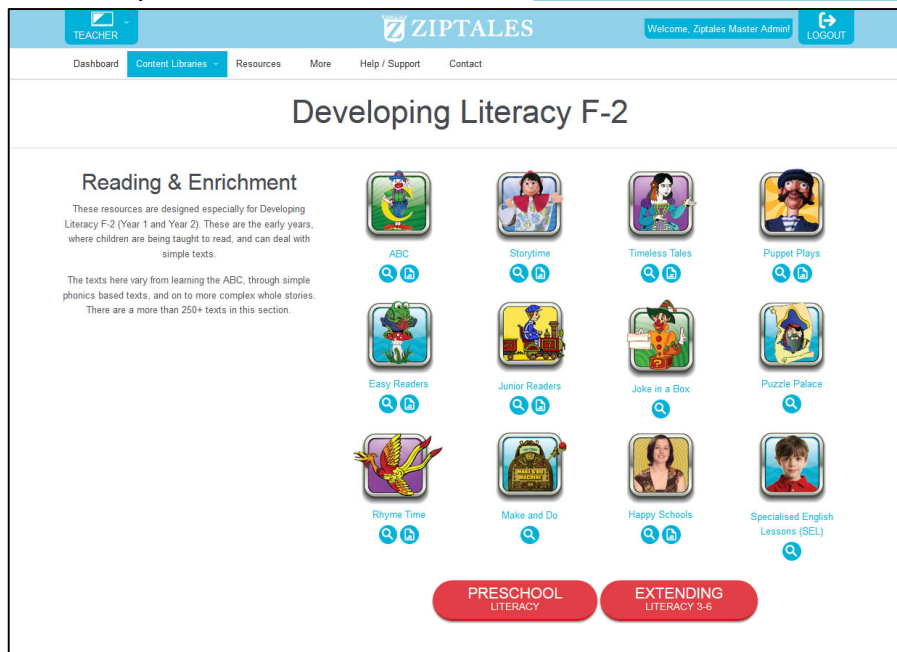 TEACHER
ZIPTALES
Welcome, Ziptales Master Admin!
LOGOUT
Dashboard Content Libraries Resources More Help / Support Contact
Developing Literacy F-2
Reading & Enrichment
These resources are designed especially for Developing
Literacy F-2 (Year 1 and Year 2). These are the early years,
where children are being taught to read, and can deal with
simple texts.
The texts here vary from learning the ABC, through simple
phonics based texts, and on to more complex whole stories.
There are a more than 250+ texts in this section.
ABC Storytime Timeless Tales Puppet Plays
Easy Readers Junior Readers Joke in a Box Puzzle Palace
MAKE & DO
MACHINE
Rhyme Time Make and Do Happy Schools Specialised English
Lessons (SEL)
PRESCHOOL EXTENDING
LITERACY LITERACY 3-6